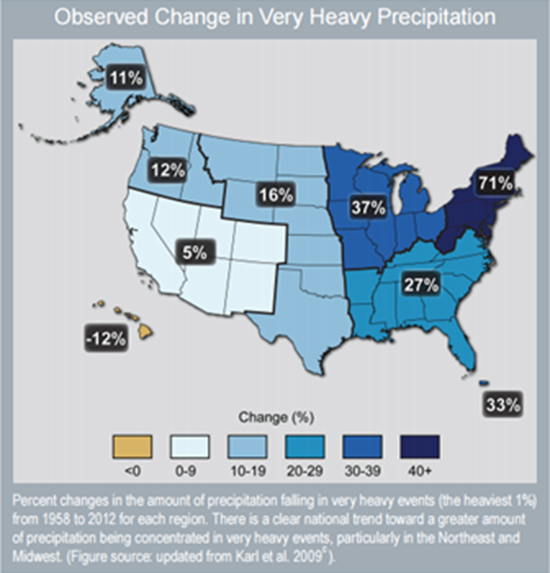 Observed Change in Very Heavy Precipitation
11%
12%
16%
37%
71%
5%
27%
-12%
33%
Change (%)
<0 0-9 10-19 20-29 30-39 40+
Percent changes in the amount of precipitation falling in very heavy events (the heaviest 1%)
from 1958 to 2012 for each region. There is a clear national trend toward a greater amount
of precipitation being concentrated in very heavy events, particularly in the Northeast and
Midwest. (Figure source: updated from Karl et al. 2009⁶).